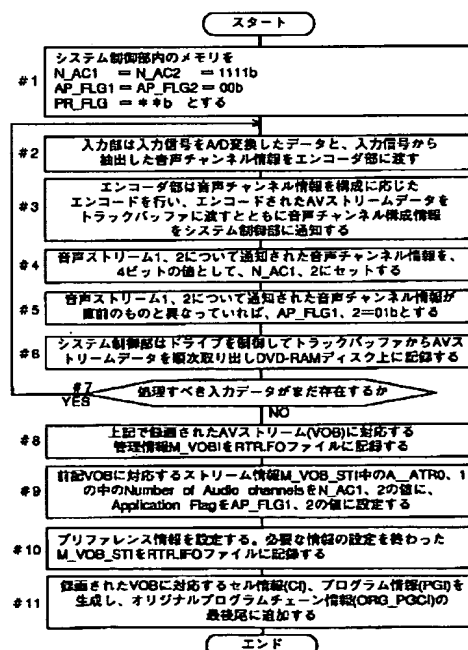 スタート
#1
システム制御部内のメモリを
N_AC1 = N_AC2 = 1111b
AP_FLG1 = AP_FLG2 = 00b
PR_FLG = **b とする
#2
入力部は入力信号をA/D変換したデータと、入力信号から
抽出した音声チャンネル情報をエンコーダ部に渡す
#3
エンコーダ部は音声チャンネル情報を構成に応じた
エンコードを行い、エンコードされたAVストリームデータを
トラックバッファに渡すとともに音声チャンネル構成情報
をシステム制御部に通知する
#4
音声ストリーム1、2について通知された音声チャンネル情報を、
4ビットの値として、N_AC1、2にセットする
#5
音声ストリーム1、2について通知された音声チャンネル情報が
直前のものと異なっていれば、AP_FLG1、2=01bとする
#6
システム制御部はドライブを制御してトラックバッファからAVス
トリームデータを順次取り出しDVD-RAMディスク上に記録する
#7
処理すべき入力データがまだ存在するか
YES
NO
#8
上記で録画されたAVストリーム(VOB)に対応する
管理情報M_VOBIをRTR.IFOファイルに記録する
#9
前記VOBに対応するストリーム情報M_VOB_STI中のA_ATR0、1
の中のNumber of Audio channelsをN_AC1、2の値に、
Application FlagをAP_FLG1、2の値に設定する
#10
プリファレンス情報を設定する。必要な情報の設定を終わった
M_VOB_STIをRTR.IFOファイルに記録する
#11
録画されたVOBに対応するセル情報(CI)、プログラム情報(PGI)を
生成し、オリジナルプログラムチェーン情報(ORG_PGCI)の
最後尾に追加する
エンド